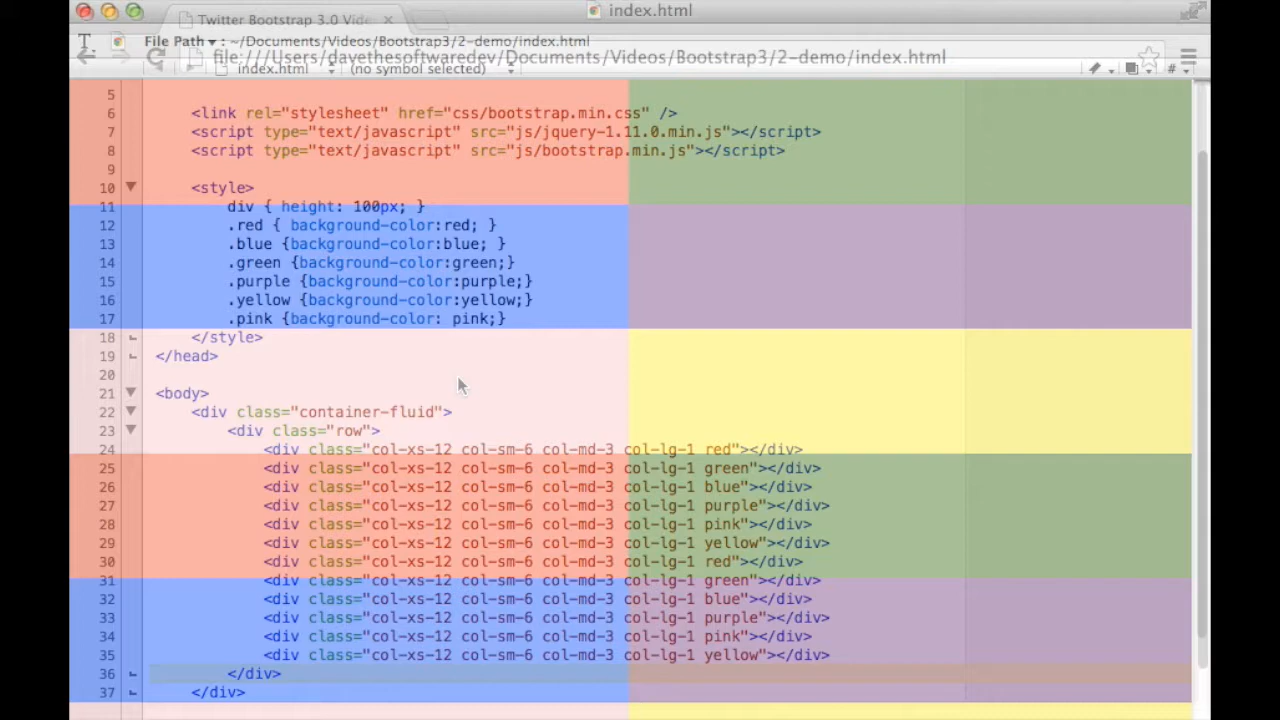 index.html
Twitter Bootstrap 3.0 Vide
File Path ▾ : ~/Documents/Videos/Bootstrap3/2-demo/index.html
file:///Users/davethesoftwaredev/Documents/Videos/Bootstrap3/2-demo/index.html
index.html (no symbol selected) #
5
6 <link rel="stylesheet" href="css/bootstrap.min.css" />
7 <script type="text/javascript" src="js/jquery-1.11.0.min.js"></script>
8 <script type="text/javascript" src="js/bootstrap.min.js"></script>
9
10 <style>
11 div { height: 100px; }
12 .red { background-color:red; }
13 .blue {background-color:blue; }
14 .green {background-color:green;}
15 .purple {background-color:purple;}
16 .yellow {background-color:yellow;}
17 .pink {background-color: pink;}
18 </style>
19 </head>
20
21 <body>
22 <div class="container-fluid">
23 <div class="row">
24 <div class="col-xs-12 col-sm-6 col-md-3 col-lg-1 red"></div>
25 <div class="col-xs-12 col-sm-6 col-md-3 col-lg-1 green"></div>
26 <div class="col-xs-12 col-sm-6 col-md-3 col-lg-1 blue"></div>
27 <div class="col-xs-12 col-sm-6 col-md-3 col-lg-1 purple"></div>
28 <div class="col-xs-12 col-sm-6 col-md-3 col-lg-1 pink"></div>
29 <div class="col-xs-12 col-sm-6 col-md-3 col-lg-1 yellow"></div>
30 <div class="col-xs-12 col-sm-6 col-md-3 col-lg-1 red"></div>
31 <div class="col-xs-12 col-sm-6 col-md-3 col-lg-1 green"></div>
32 <div class="col-xs-12 col-sm-6 col-md-3 col-lg-1 blue"></div>
33 <div class="col-xs-12 col-sm-6 col-md-3 col-lg-1 purple"></div>
34 <div class="col-xs-12 col-sm-6 col-md-3 col-lg-1 pink"></div>
35 <div class="col-xs-12 col-sm-6 col-md-3 col-lg-1 yellow"></div>
36 </div>
37 </div>